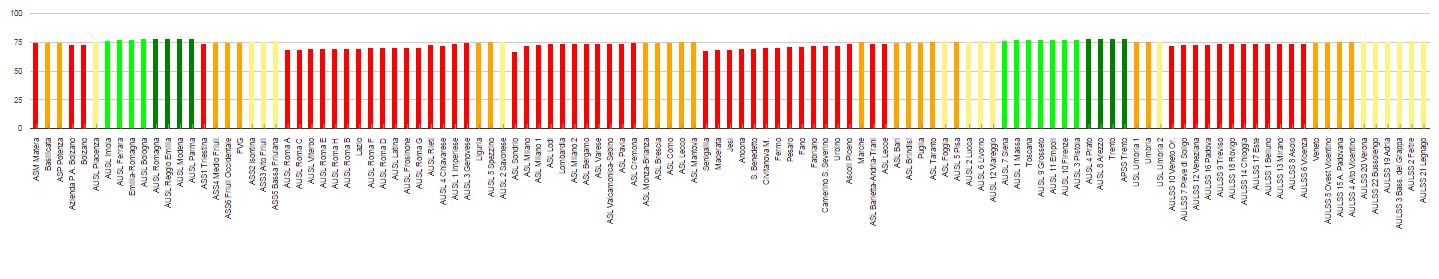 100
75
50
25
0
ASM Matera
Basilicata
ASP Potenza
Azienda P.A. Bolzano
Bolzano
AUSL Piacenza
AUSL Imola
AUSL Ferrara
Emilia-Romagna
AUSL Bologna
AUSL Romagna
AUSL Reggio Emilia
AUSL Modena
AUSL Parma
ASS1 Triestina
ASS4 Medio Friuli
ASS6 Friuli Occidentale
FVG
ASS2 Isontina
ASS3 Alto Friuli
ASS5 Bassa Friulana
AUSL Roma A
AUSL Roma C
AUSL Viterbo
AUSL Roma E
AUSL Roma H
AUSL Roma B
Lazio
AUSL Roma F
AUSL Roma D
AUSL Latina
AUSL Frosinone
AUSL Roma G
AUSL Rieti
AUSL 4 Chiavarese
AUSL 1 Imperiese
AUSL 3 Genovese
Liguria
AUSL 5 Spezzino
AUSL 2 Savonese
ASL Sondrio
ASL Milano
ASL Milano 1
ASL Lodi
Lombardia
ASL Milano 2
ASL Bergamo
ASL Varese
ASL Valcamonica-Sebino
ASL Pavia
ASL Cremona
ASL Monza-Brianza
ASL Brescia
ASL Como
ASL Lecco
ASL Mantova
Senigallia
Macerata
Jesi
Ancona
S. Benedetto
Civitanova M.
Fermo
Pesaro
Fano
Fabriano
Camerino S. Severino
Urbino
Ascoli Piceno
Marche
ASL Barletta-Andria-Trani
ASL Lecce
ASL Bari
ASL Brindisi
Puglia
ASL Taranto
ASL Foggia
AUSL 5 Pisa
AUSL 2 Lucca
AUSL 6 Livorno
AUSL 12 Viareggio
AUSL 7 Siena
AUSL 1 Massa
Toscana
AUSL 9 Grosseto
AUSL 11 Empoli
AUSL 10 Firenze
AUSL 3 Pistoia
AUSL 4 Prato
AUSL 8 Arezzo
Trento
APSS Trento
USL Umbria 1
Umbria
USL Umbria 2
AULSS 10 Veneto Or.
AULSS 7 Pieve di Soligo
AULSS 12 Veneziana
AULSS 16 Padova
AULSS 9 Treviso
AULSS 18 Rovigo
AULSS 14 Chioggia
AULSS 17 Este
AULSS 1 Belluno
AULSS 13 Mirano
AULSS 8 Asolo
AULSS 6 Vicenza
Veneto
AULSS 5 Ovest Vicentino
AULSS 15 A. Padovana
AULSS 4 Alto Vicentino
AULSS 20 Verona
AULSS 22 Bussolengo
AULSS 19 Adria
AULSS 3 Bass. del Grappa
AULSS 2 Feltre
AULSS 21 Legnago